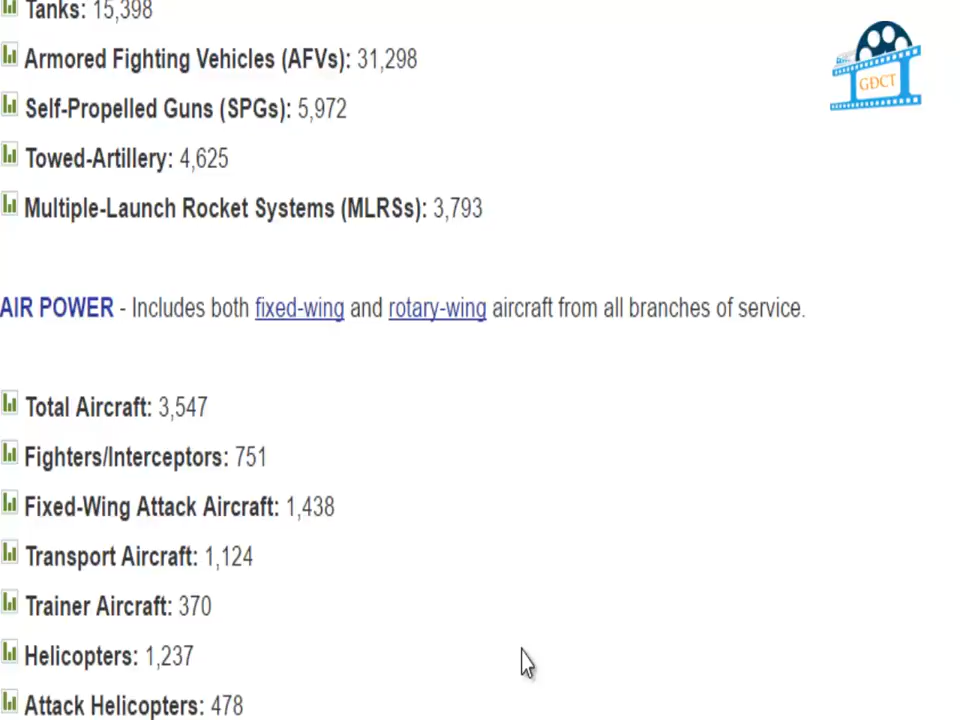 Tanks: 15,398
GDCT
Armored Fighting Vehicles (AFVs): 31,298
Self-Propelled Guns (SPGs): 5,972
Towed-Artillery: 4,625
Multiple-Launch Rocket Systems (MLRSs): 3,793
AIR POWER - Includes both fixed-wing and rotary-wing aircraft from all branches of service.
Total Aircraft: 3,547
Fighters/Interceptors: 751
Fixed-Wing Attack Aircraft: 1,438
Transport Aircraft: 1,124
Trainer Aircraft: 370
Helicopters: 1,237
Attack Helicopters: 478